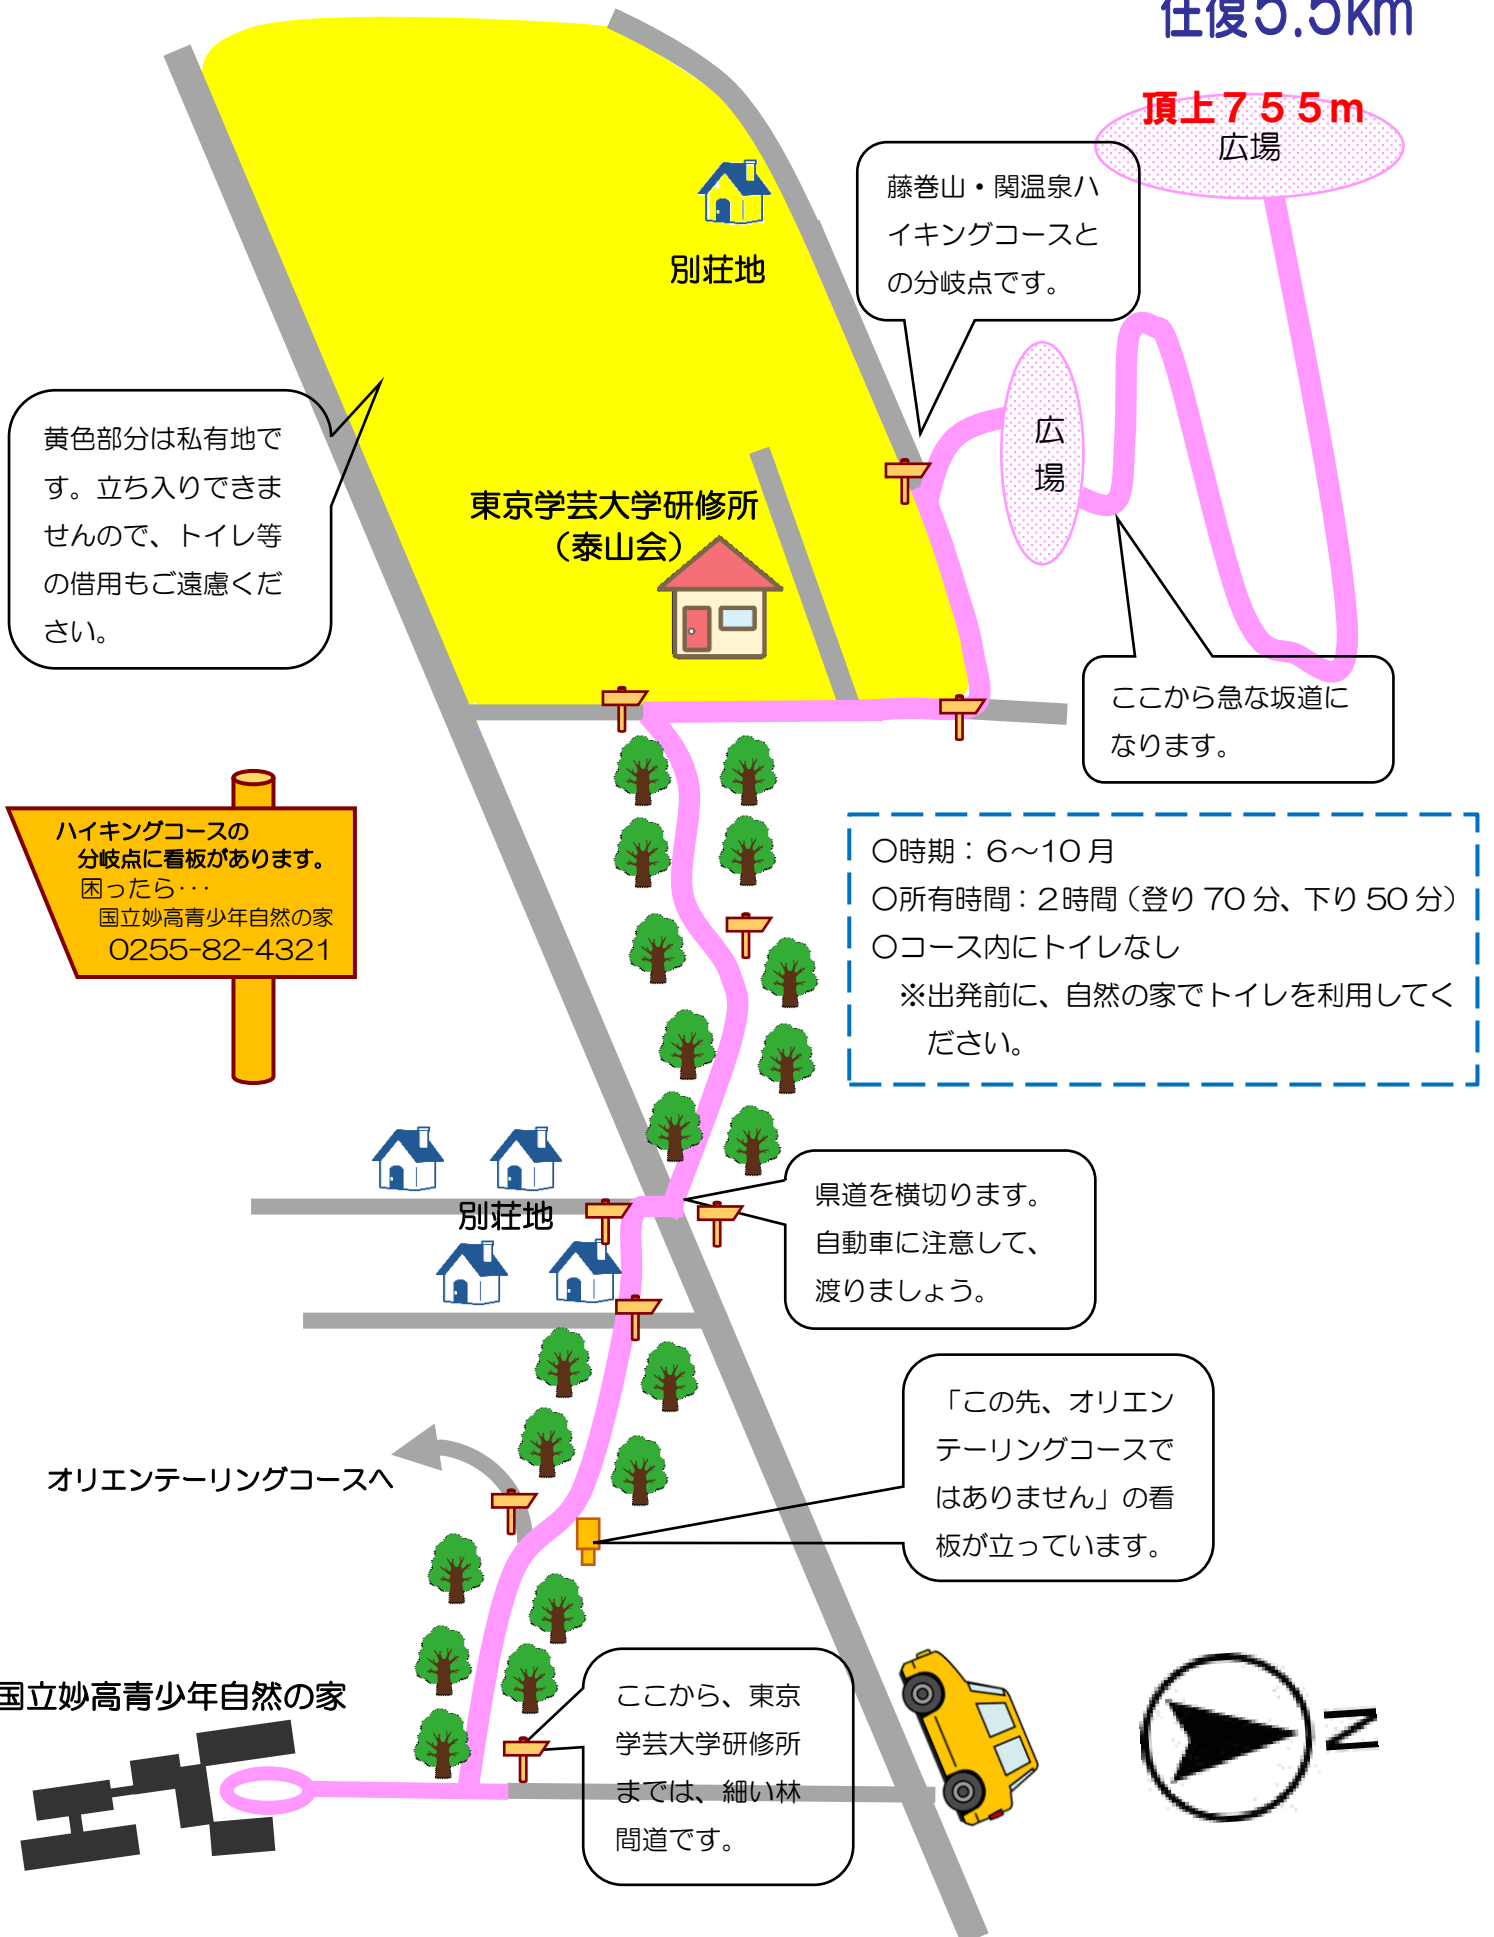 往復5.5km
頂上７５５ｍ
広場
藤巻山・関温泉ハ
イキングコースと
の分岐点です。
別荘地
黄色部分は私有地で
す。立ち入りできま
せんので、トイレ等
の借用もご遠慮くだ
さい。
広
場
東京学芸大学研修所
（泰山会）
ここから急な坂道に
なります。
ハイキングコースの
分岐点に看板があります。
困ったら･･･
国立妙高青少年自然の家
0255-82-4321
○時期：６～10月
○所有時間：２時間（登り70分、下り50分）
○コース内にトイレなし
※出発前に、自然の家でトイレを利用してく
ださい。
別荘地
県道を横切ります。
自動車に注意して、
渡りましょう。
「この先、オリエン
テーリングコースで
はありません」の看
板が立っています。
オリエンテーリングコースへ
国立妙高青少年自然の家
ここから、東京
学芸大学研修所
までは、細い林
間道です。
N